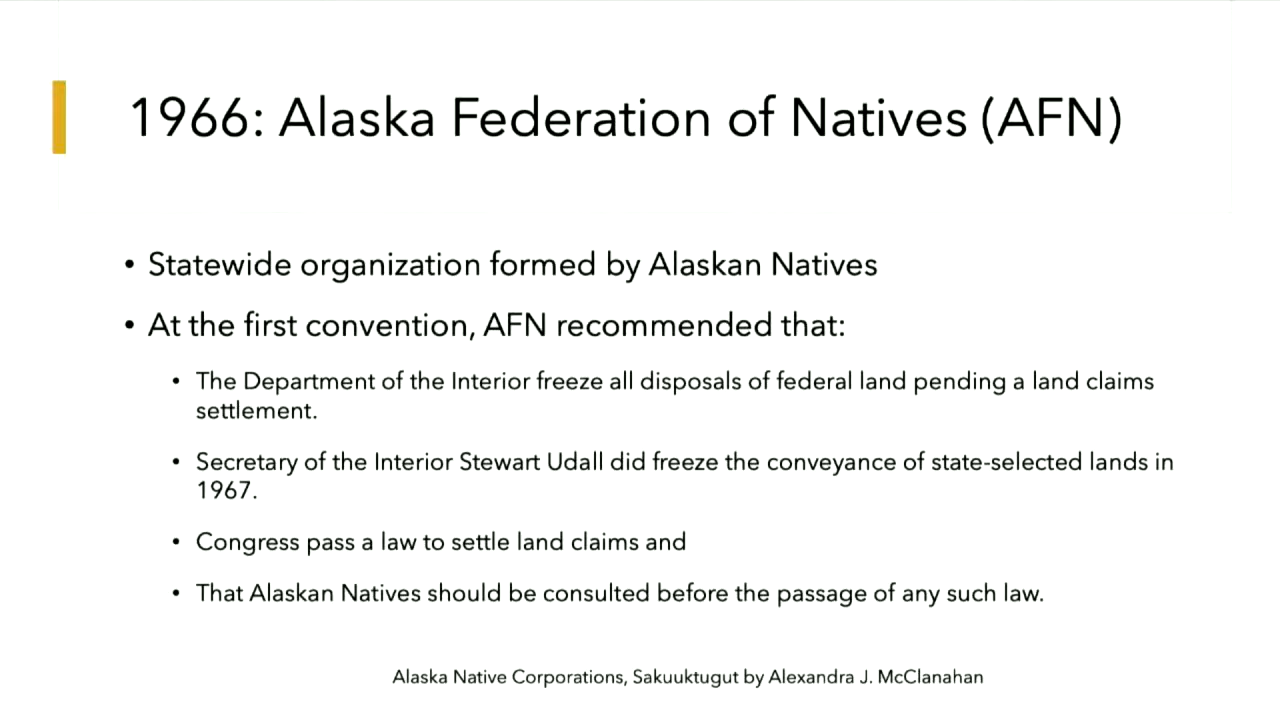 1966: Alaska Federation of Natives (AFN)
• Statewide organization formed by Alaskan Natives
• At the first convention, AFN recommended that:
• The Department of the Interior freeze all disposals of federal land pending a land claims
settlement.
• Secretary of the Interior Stewart Udall did freeze the conveyance of state-selected lands in
1967.
• Congress pass a law to settle land claims and
• That Alaskan Natives should be consulted before the passage of any such law.
Alaska Native Corporations, Sakuuktugut by Alexandra J. McClanahan